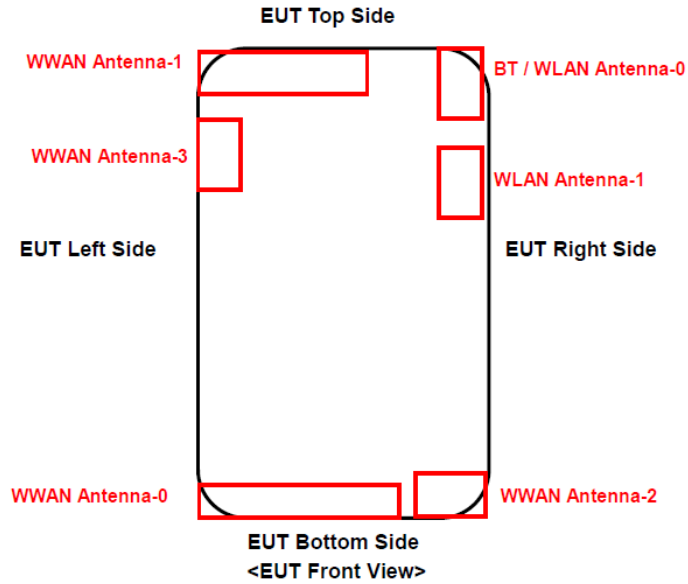 EUT Top Side
WWAN Antenna-1
BT / WLAN Antenna-0
WWAN Antenna-3
WLAN Antenna-1
EUT Left Side
EUT Right Side
WWAN Antenna-0
WWAN Antenna-2
EUT Bottom Side
<EUT Front View>